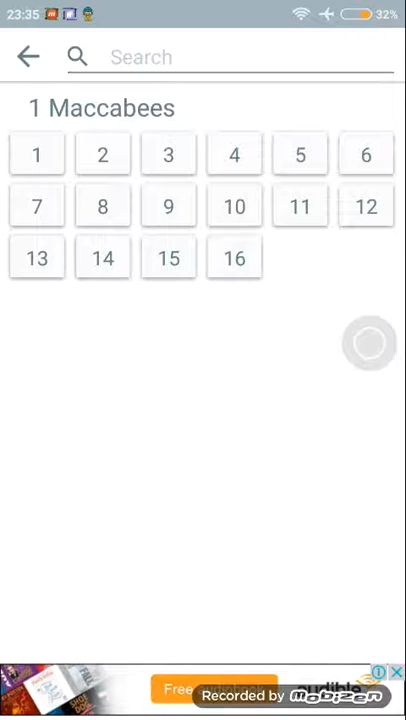 23:35 32%
Search
1 Maccabees
1 2 3 4 5 6
7 8 9 10 11 12
13 14 15 16
Free audible
Recorded by mobizen